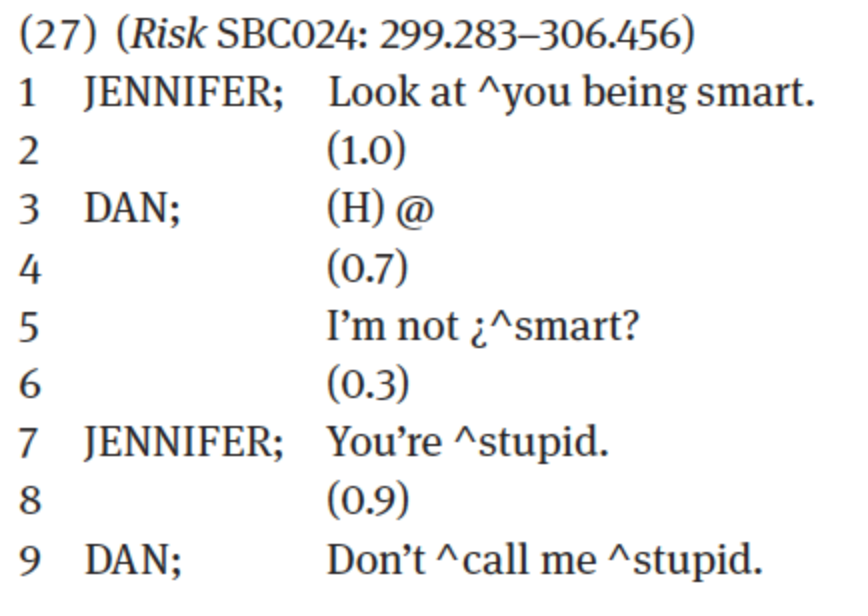 (27) (Risk SBC024: 299.283–306.456)
1 JENNIFER; Look at ^you being smart.
2 (1.0)
3 DAN; (H) @
4 (0.7)
5 I’m not ¿^smart?
6 (0.3)
7 JENNIFER; You’re ^stupid.
8 (0.9)
9 DAN; Don’t ^call me ^stupid.